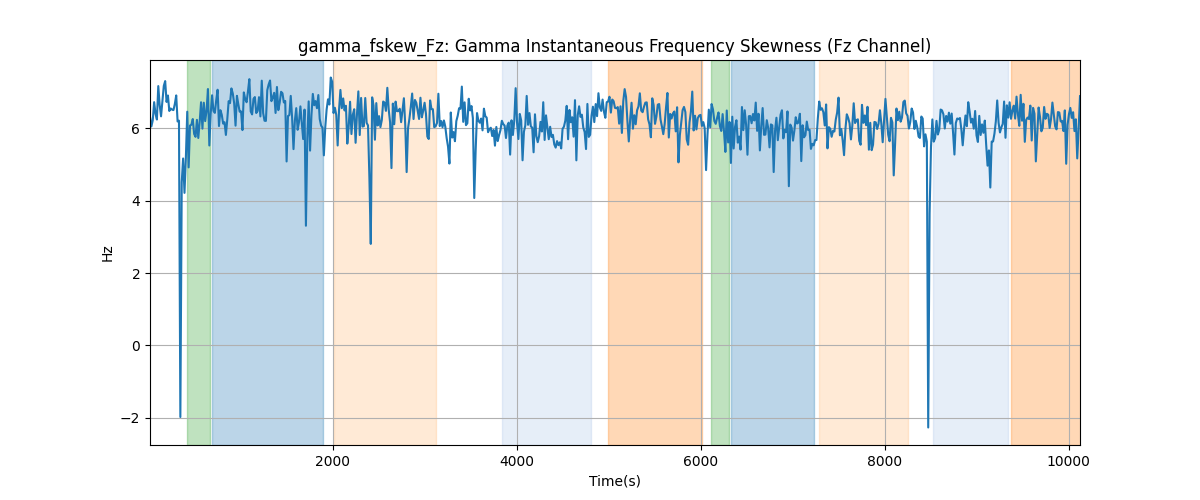 gamma_fskew_Fz: Gamma Instantaneous Frequency Skewness (Fz Channel)
6
4
2
0
−2
Hz
2000 4000 6000 8000 10000
Time(s)